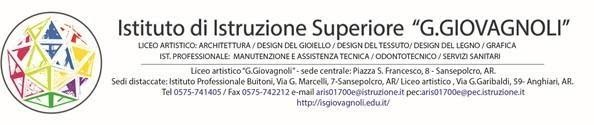 Istituto di Istruzione Superiore “G.GIOVAGNOLI”
LICEO ARTISTICO: ARCHITETTURA / DESIGN DEL GIOIELLO / DESIGN DEL TESSUTO/ DESIGN DEL LEGNO / GRAFICA
IST. PROFESSIONALE: MANUTENZIONE E ASSISTENZA TECNICA / ODONTOTECNICO / SERVIZI SANITARI
Liceo artistico "G.Giovagnoli" - sede centrale: Piazza S. Francesco, 8 - Sansepolcro, AR.
Sedi distaccate: Istituto Professionale Buitoni, Via G. Marcelli, 7-Sansepolcro, AR/ Liceo artistico , Via G.Garibaldi, 59- Anghiari, AR.
Tel 0575-741405 / Fax 0575-742212 e-mail aris01700e@istruzione.it pec:aris01700e@pec.istruzione.it
http://isgiovagnoli.edu.it/